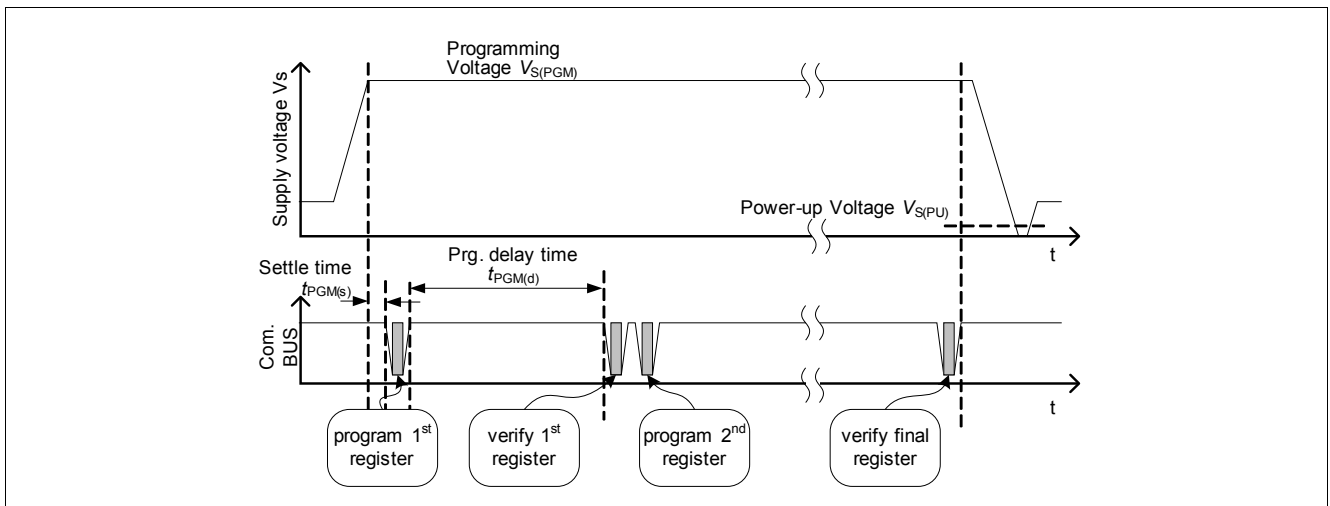 Programming
Voltage VS(PGM)
Supply voltage Vs
Power-up Voltage VS(PU)
t
Settle time
tPGM(s)
Prg. delay time
tPGM(d)
Com.
BUS
t
program 1st
register
verify 1st
register
program 2nd
register
verify final
register